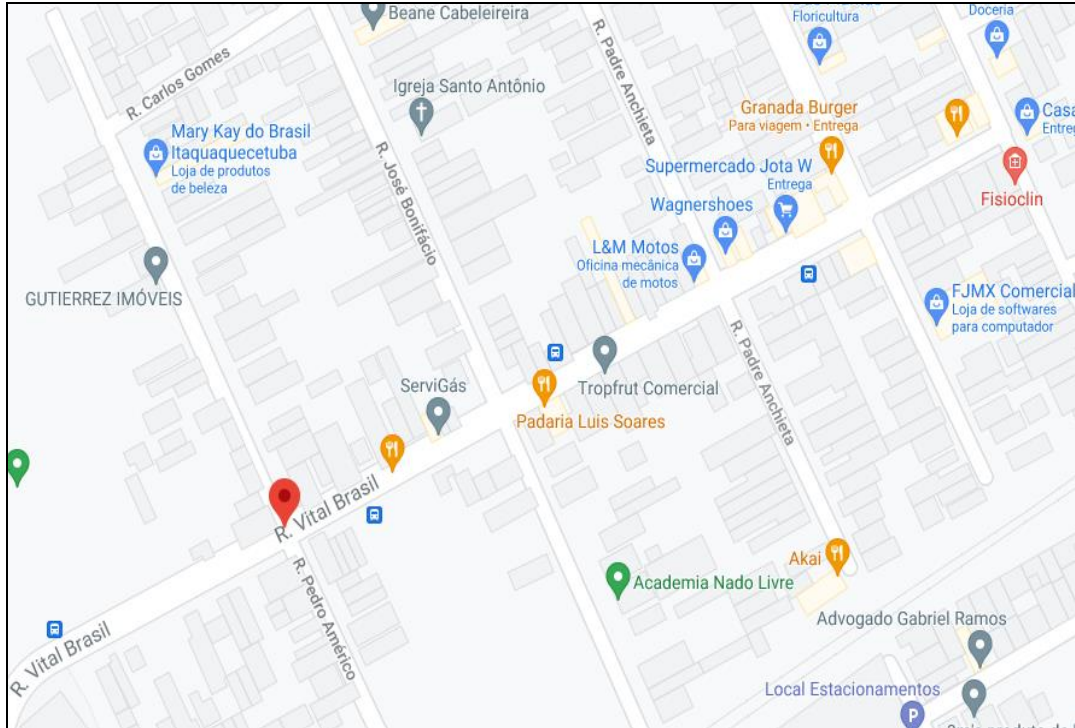 Beane Cabeleireira
Floricultura
Doceria
R. Carlos Gomes
R. Padre Anchieta
Igreja Santo Antônio
Granada Burger
Para viagem • Entrega
Casa
Entreg
Mary Kay do Brasil
Itaquaquecetuba
Loja de produtos
de beleza
R. José Bonifácio
Supermercado Jota W
Entrega
Fisioclin
Wagnershoes
L&M Motos
Oficina mecânica
de motos
GUTIERREZ IMÓVEIS
FJMX Comercial
Loja de softwares
para computador
ServiGás
Tropfrut Comercial
R. Padre Anchieta
Padaria Luis Soares
R. Vital Brasil
Akai
Academia Nado Livre
R. Pedro Américo
Advogado Gabriel Ramos
R. Vital Brasil
Local Estacionamentos
P